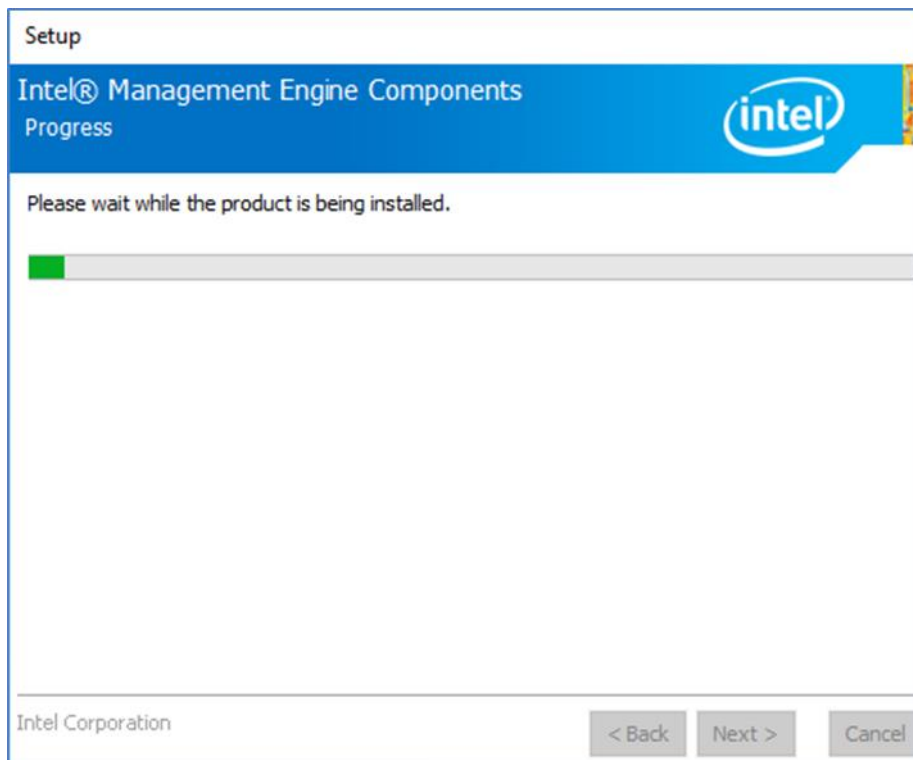 Setup
Intel® Management Engine Components
Progress
intel
Please wait while the product is being installed.
Intel Corporation
< Back Next > Cancel